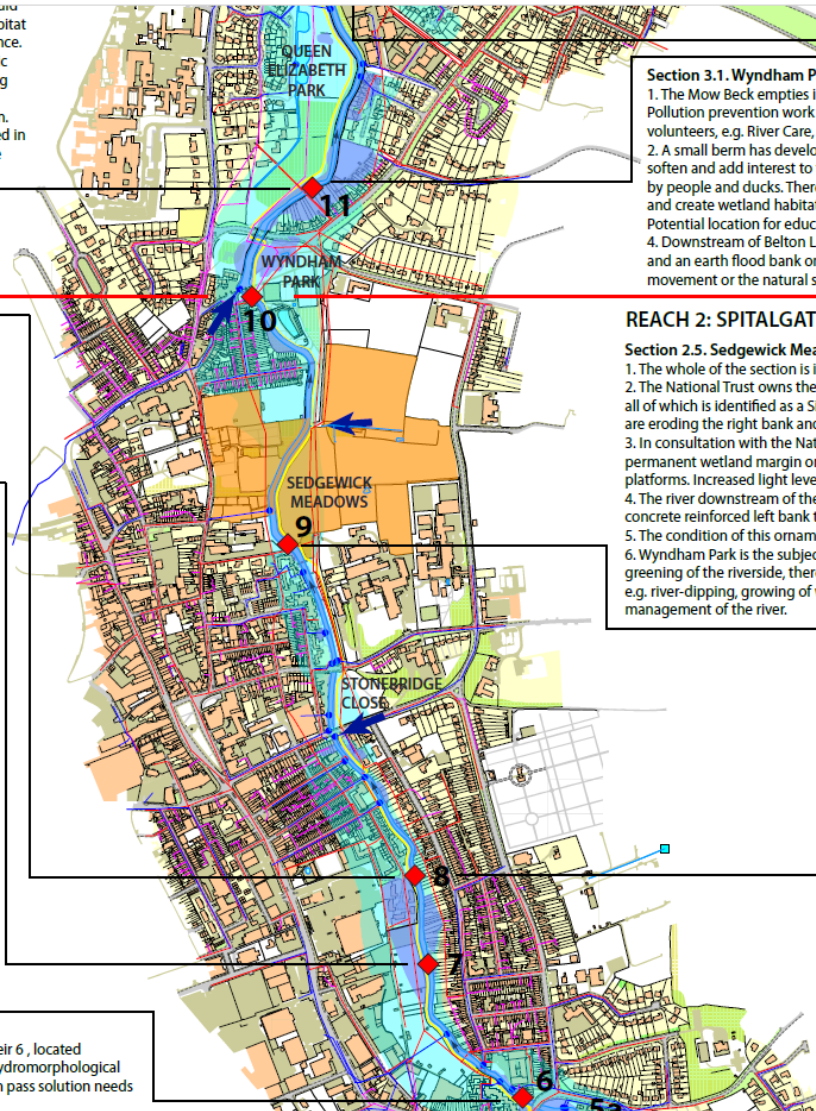 bitat
nce.
c
g
n.
ed in
e
QUEEN
ELIZABETH
PARK
11
WYNDHAM
PARK
10
SEDGEWICK
MEADOWS
9
STONEBRIDGE
CLOSE
8
7
6
5a
Section 3.1. Wyndham P
1. The Mow Beck empties i
Pollution prevention work
volunteers, e.g. River Care,
2. A small berm has develo
soften and add interest to
by people and ducks. There
and create wetland habita
Potential location for educ
4. Downstream of Belton L
and an earth flood bank o
movement or the natural s
REACH 2: SPITALGAT
Section 2.5. Sedgewick Mea
1. The whole of the section is i
2. The National Trust owns the
all of which is identified as a S
are eroding the right bank and
3. In consultation with the Nat
permanent wetland margin or
platforms. Increased light leve
4. The river downstream of the
concrete reinforced left bank t
5. The condition of this ornam
6. Wyndham Park is the subjec
greening of the riverside, there
e.g. river-dipping, growing of
management of the river.
eir 6 , located
ydromorphological
n pass solution needs